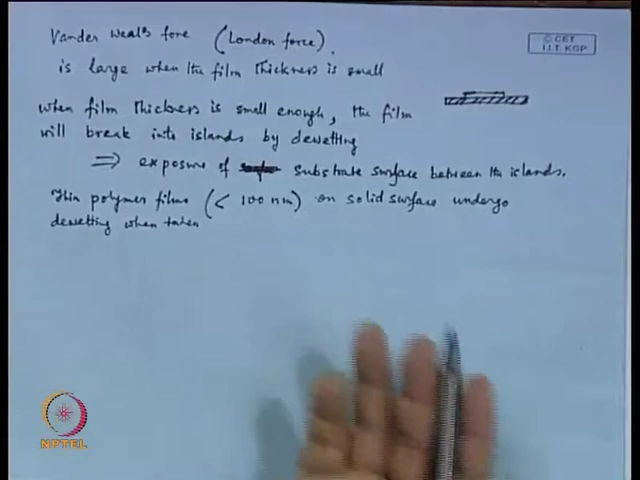 Vander Weal's force (London force).
is large when the film thickness is small
© CET
I.I.T. KGP
when film thickness is small enough, the film
will break into islands by dewetting
⇒ exposure of substrate surface between the islands.
Thin polymer films (< 100 nm) on solid surface undergo
dewetting when taken
NPTEL